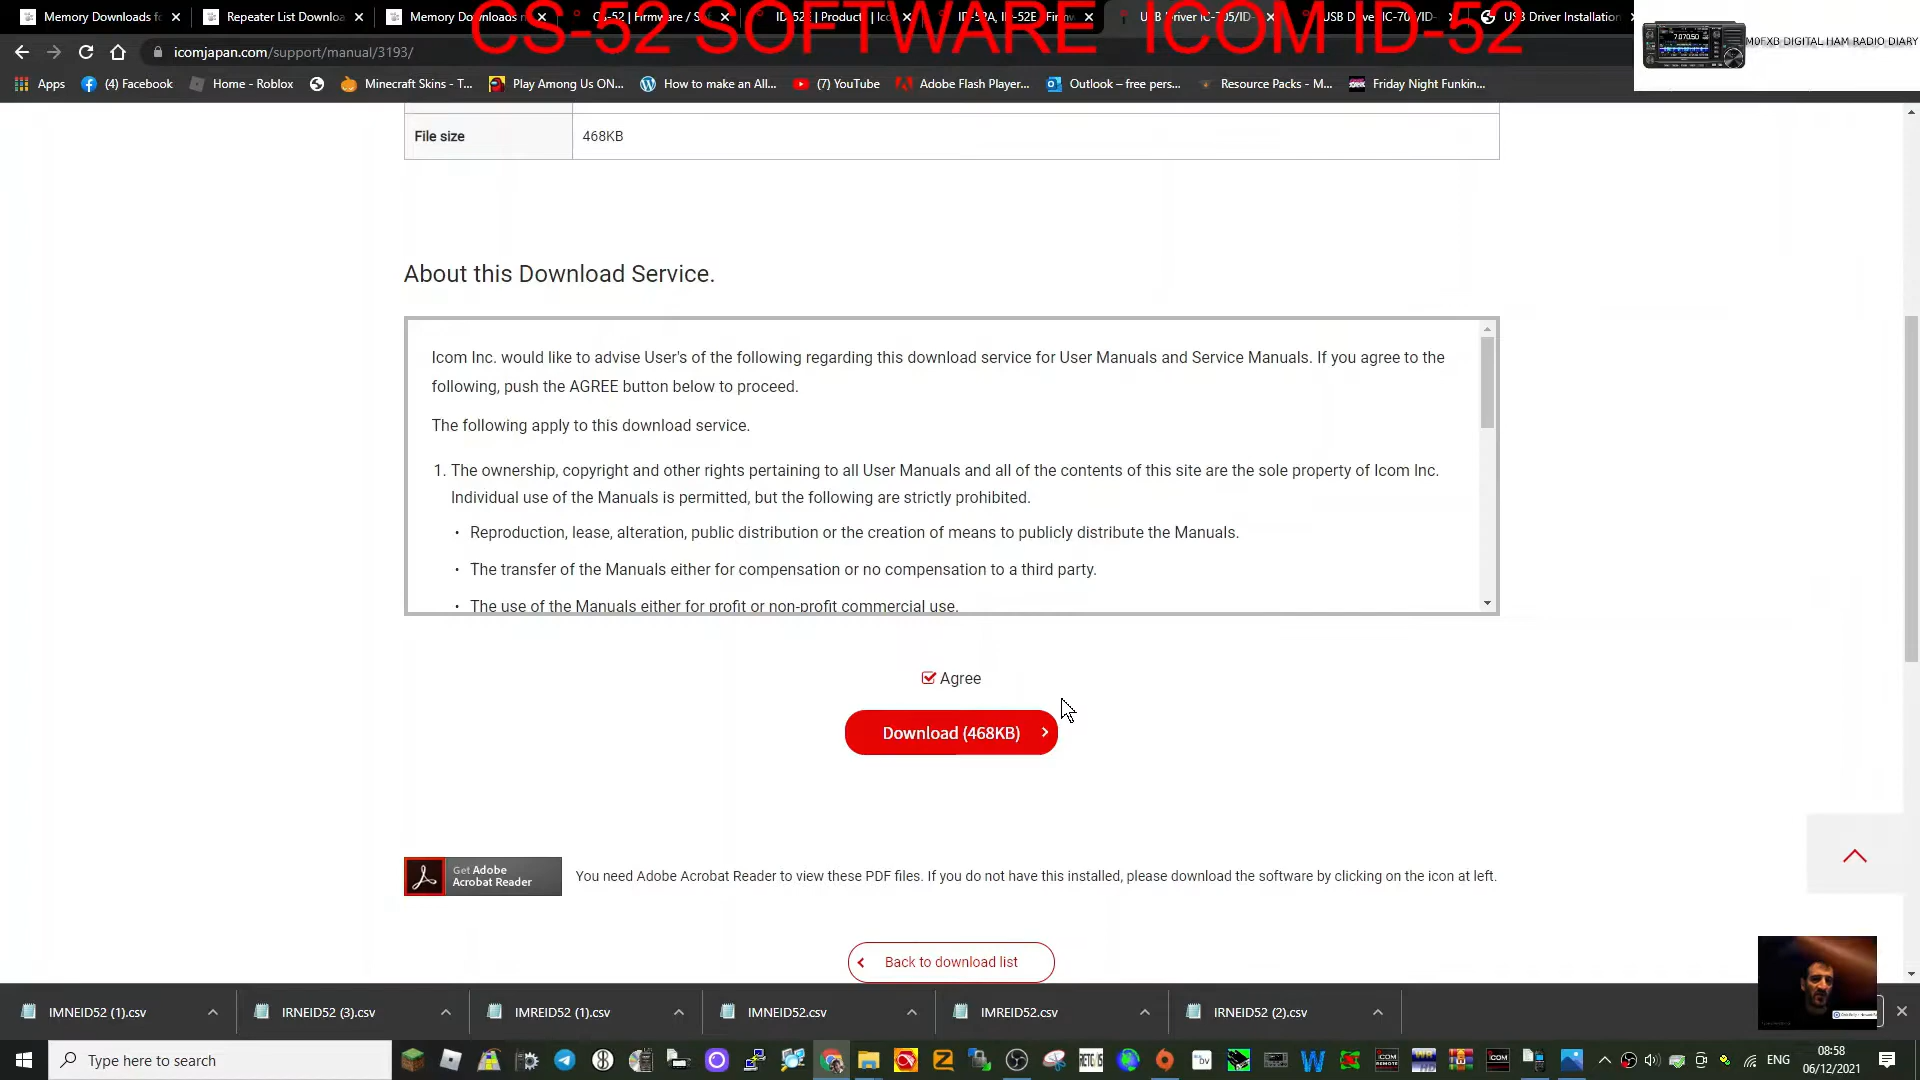 CS-52 SOFTWARE ICOM ID-52
M0FXB DIGITAL HAM RADIO DIARY
Memory Downloads fo
Repeater List Downloa
Memory Downloads
USB Driver Installation
icomjapan.com/support/manual/3193/
Apps
(4) Facebook
Home - Roblox
Minecraft Skins - T...
Play Among Us ON...
How to make an All...
(7) YouTube
Adobe Flash Player...
Outlook – free pers...
Resource Packs - M...
Friday Night Funkin...
File size
468KB
About this Download Service.
Icom Inc. would like to advise User's of the following regarding this download service for User Manuals and Service Manuals. If you agree to the
following, push the AGREE button below to proceed.
The following apply to this download service.
1. The ownership, copyright and other rights pertaining to all User Manuals and all of the contents of this site are the sole property of Icom Inc.
Individual use of the Manuals is permitted, but the following are strictly prohibited.
・ Reproduction, lease, alteration, public distribution or the creation of means to publicly distribute the Manuals.
・ The transfer of the Manuals either for compensation or no compensation to a third party.
・ The use of the Manuals either for profit or non-profit commercial use.
Agree
Download (468KB)
Get Adobe
Acrobat Reader
You need Adobe Acrobat Reader to view these PDF files. If you do not have this installed, please download the software by clicking on the icon at left.
Back to download list
IMNEID52 (1).csv
IRNEID52 (3).csv
IMREID52 (1).csv
IMNEID52.csv
IMREID52.csv
IRNEID52 (2).csv
Type here to search
ENG
08:58
06/12/2021